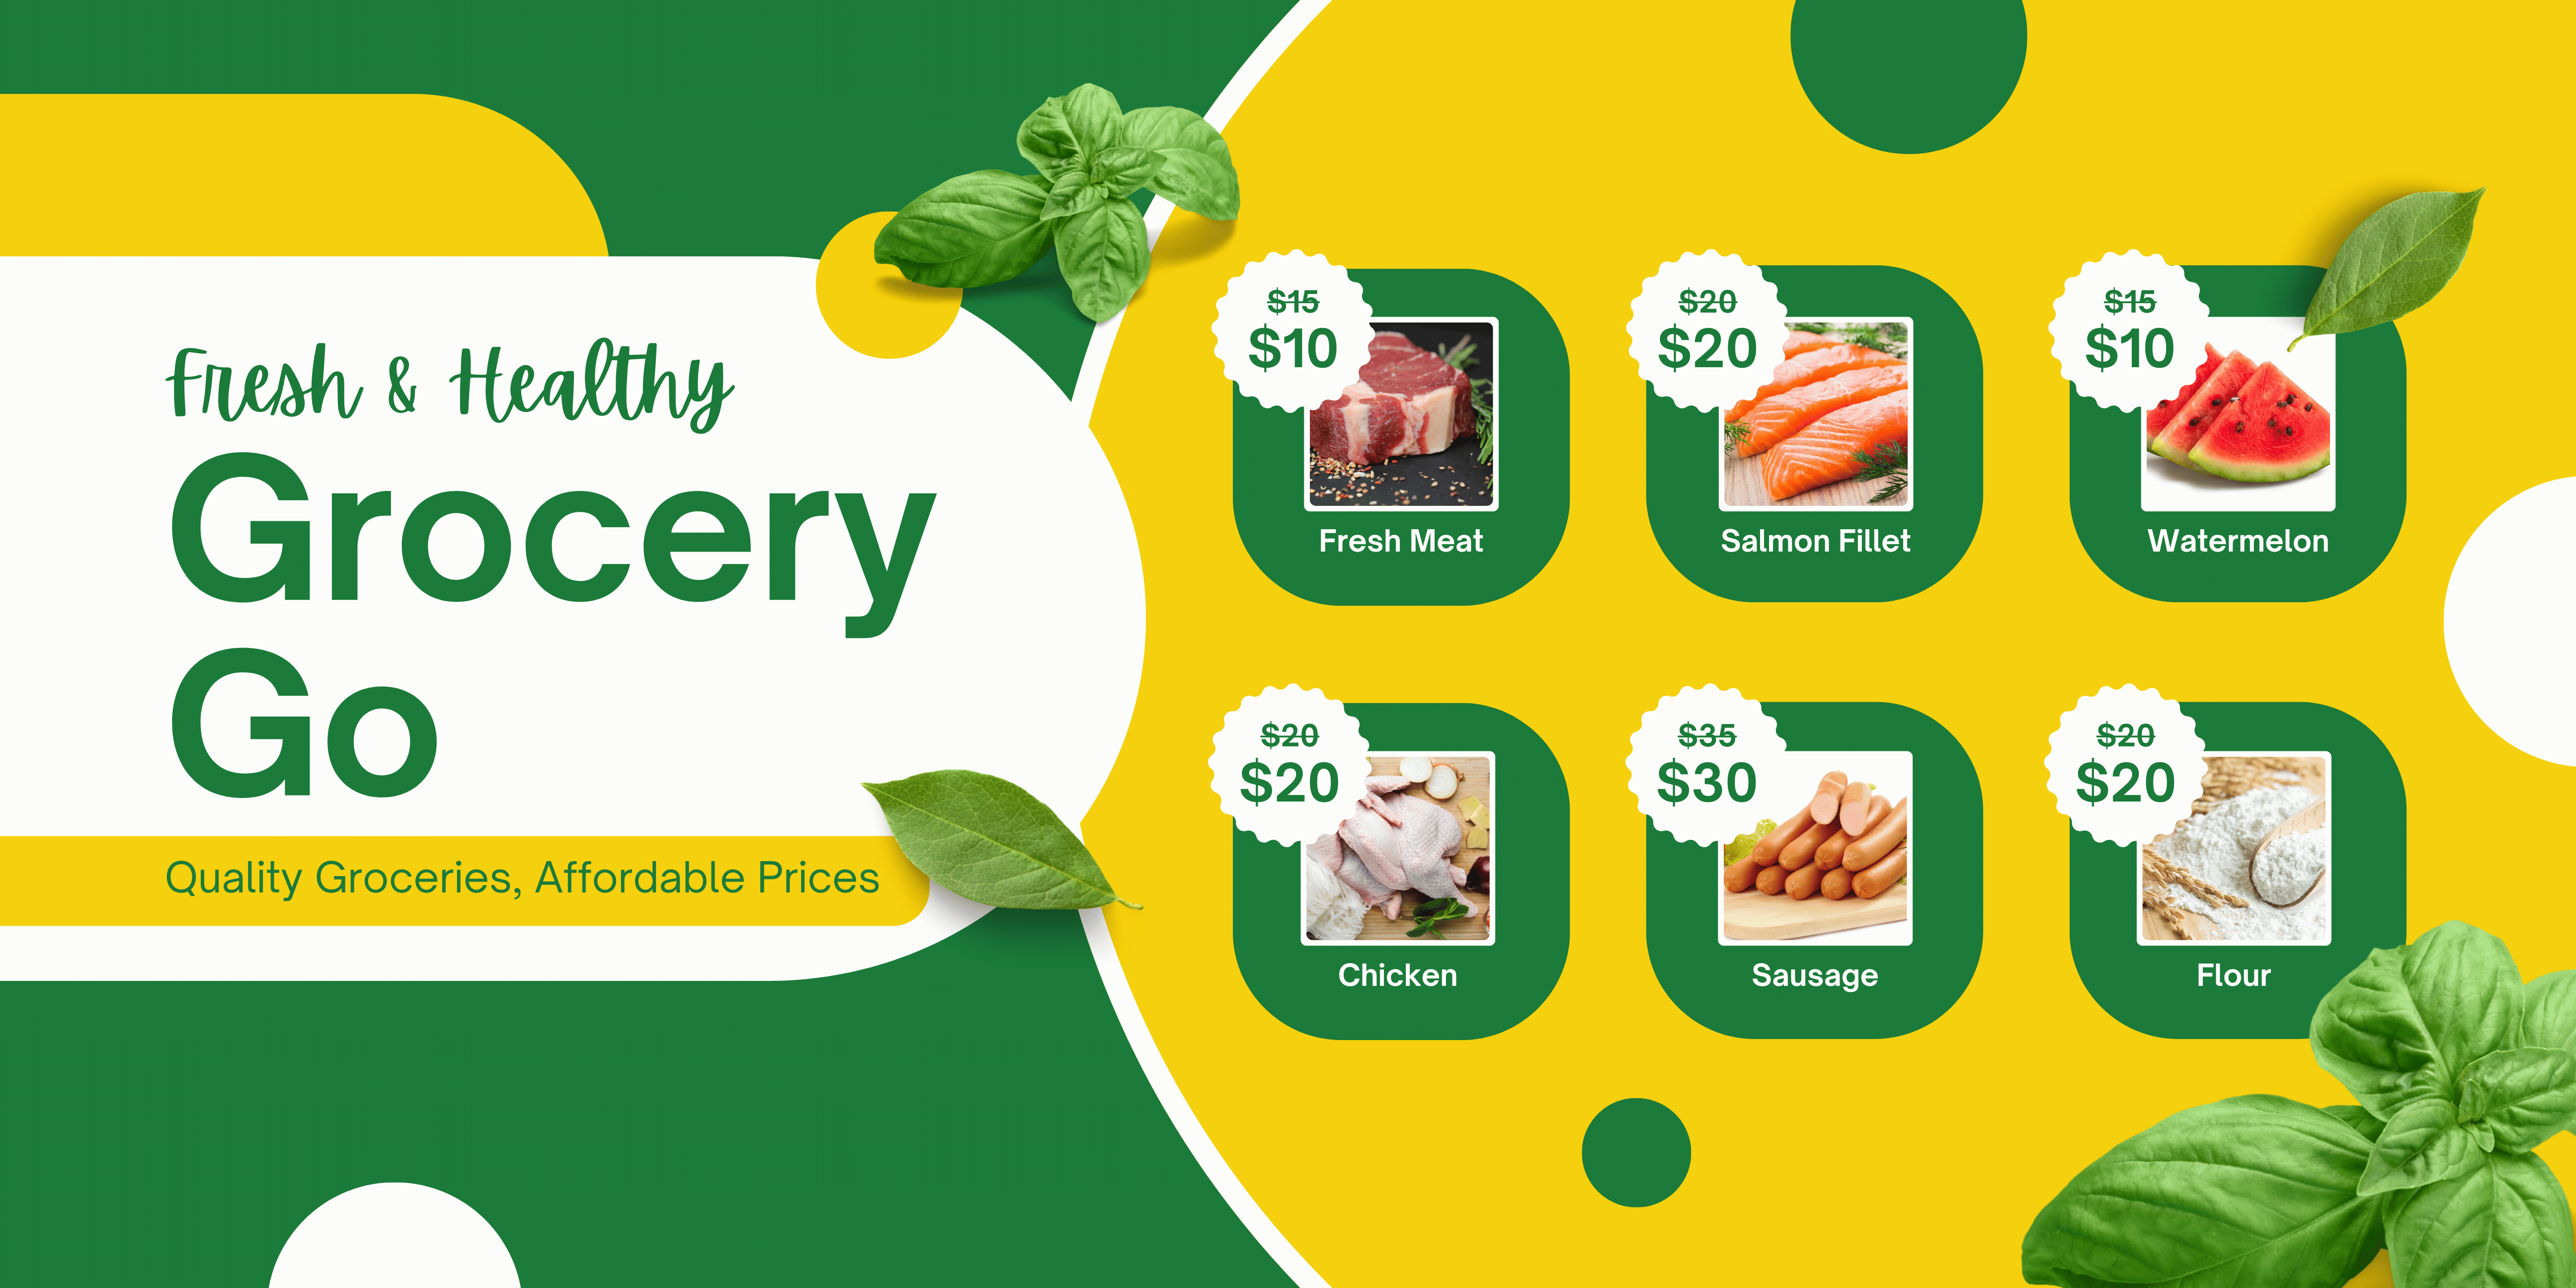 Fresh & Healthy
Grocery
Go
Quality Groceries, Affordable Prices
$15
$10
Fresh Meat
$20
$20
Salmon Fillet
$15
$10
Watermelon
$20
$20
Chicken
$35
$30
Sausage
$20
$20
Flour